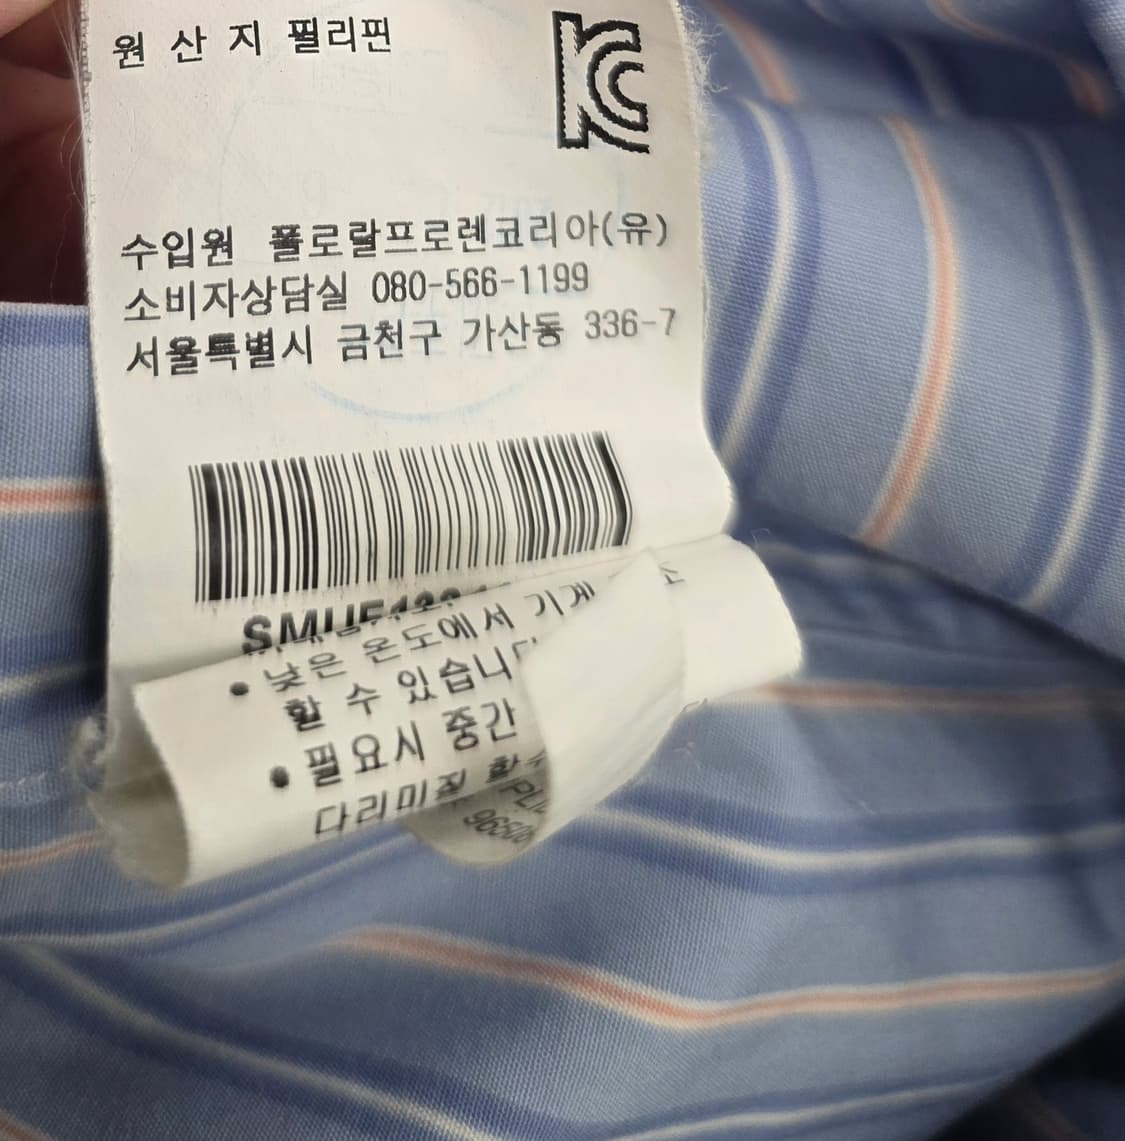 원 산 지 필리핀
KC
수입원 폴로랄프로렌코리아(유)
소비자상담실 080-566-1199
서울특별시 금천구 가산동 336-7
• 낮은 온도에서 기계
할 수 있습니다
• 필요시 중간
다리미질 할